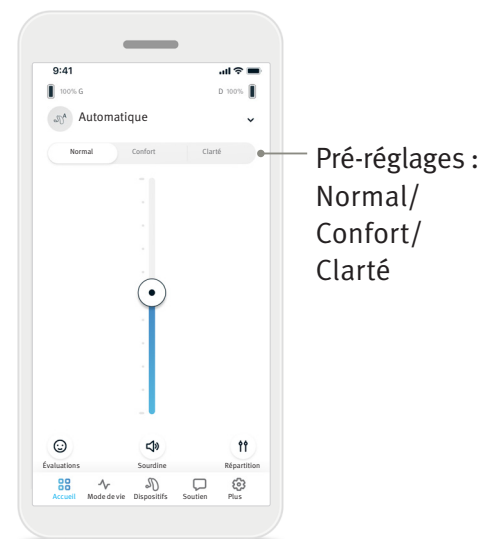 9:41
100% G
D 100%
Automatique
Normal Confort Clarté
Pré-réglages :
Normal/
Confort/
Clarté
Évaluations Sourdine Répartition
Accueil Mode de vie Dispositifs Soutien Plus